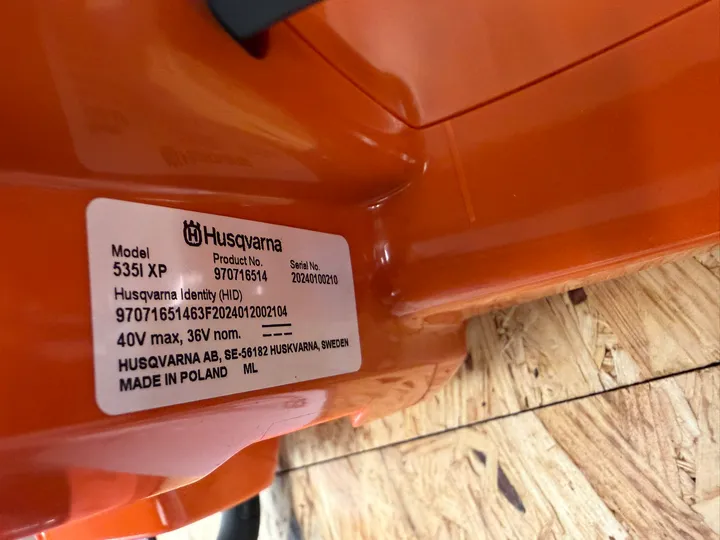 Husqvarna
Model Product No. Serial No.
535I XP 970716514 20240100210
Husqvarna Identity (HID)
97071651463F2024012002104
40V max, 36V nom.
HUSQVARNA AB, SE-56182 HUSKVARNA, SWEDEN
MADE IN POLAND ML